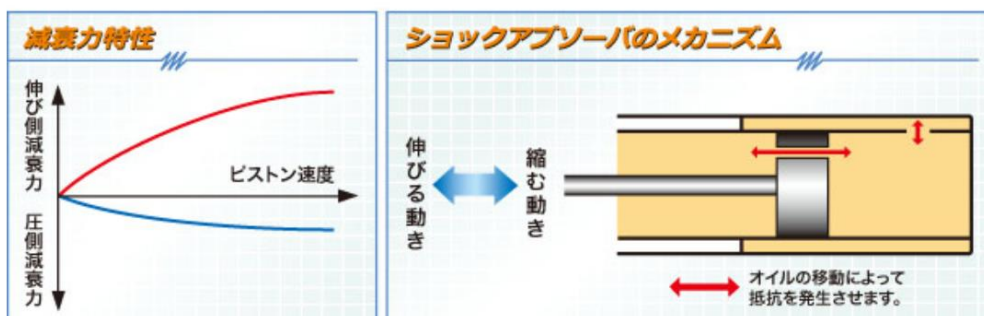 減衰力特性
伸び側減衰力
圧側減衰力
ピストン速度
ショックアブソーバのメカニズム
伸びる動き
縮む動き
オイルの移動によって
抵抗を発生させます。